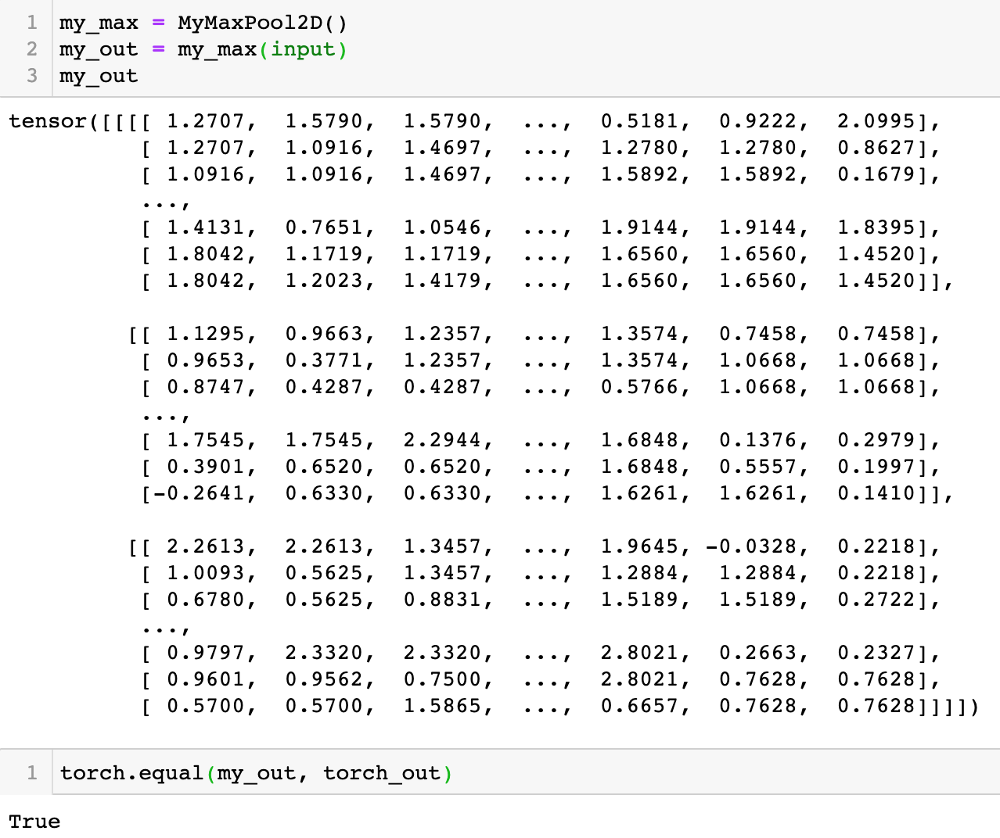 1 my_max = MyMaxPool2D()
2 my_out = my_max(input)
3 my_out
tensor([[[[ 1.2707,  1.5790,  1.5790,  ...,  0.5181,  0.9222,  2.0995],
          [ 1.2707,  1.0916,  1.4697,  ...,  1.2780,  1.2780,  0.8627],
          [ 1.0916,  1.0916,  1.4697,  ...,  1.5892,  1.5892,  0.1679],
          ...,
          [ 1.4131,  0.7651,  1.0546,  ...,  1.9144,  1.9144,  1.8395],
          [ 1.8042,  1.1719,  1.1719,  ...,  1.6560,  1.6560,  1.4520],
          [ 1.8042,  1.2023,  1.4179,  ...,  1.6560,  1.6560,  1.4520]],
         [[ 1.1295,  0.9663,  1.2357,  ...,  1.3574,  0.7458,  0.7458],
          [ 0.9653,  0.3771,  1.2357,  ...,  1.3574,  1.0668,  1.0668],
          [ 0.8747,  0.4287,  0.4287,  ...,  0.5766,  1.0668,  1.0668],
          ...,
          [ 1.7545,  1.7545,  2.2944,  ...,  1.6848,  0.1376,  0.2979],
          [ 0.3901,  0.6520,  0.6520,  ...,  1.6848,  0.5557,  0.1997],
          [-0.2641,  0.6330,  0.6330,  ...,  1.6261,  1.6261,  0.1410]],
         [[ 2.2613,  2.2613,  1.3457,  ...,  1.9645, -0.0328,  0.2218],
          [ 1.0093,  0.5625,  1.3457,  ...,  1.2884,  1.2884,  0.2218],
          [ 0.6780,  0.5625,  0.8831,  ...,  1.5189,  1.5189,  0.2722],
          ...,
          [ 0.9797,  2.3320,  2.3320,  ...,  2.8021,  0.2663,  0.2327],
          [ 0.9601,  0.9562,  0.7500,  ...,  2.8021,  0.7628,  0.7628],
          [ 0.5700,  0.5700,  1.5865,  ...,  0.6657,  0.7628,  0.7628]]]])
1 torch.equal(my_out, torch_out)
True